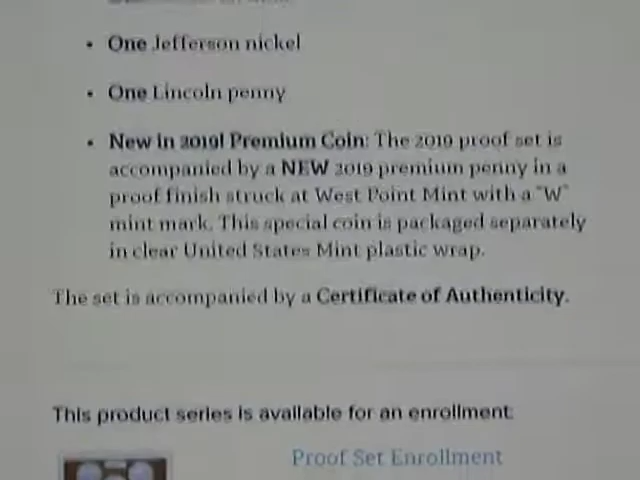 • One Jefferson nickel
• One Lincoln penny
• New in 2019! Premium Coin: The 2019 proof set is
accompanied by a NEW 2019 premium penny in a
proof finish struck at West Point Mint with a "W"
mint mark. This special coin is packaged separately
in clear United States Mint plastic wrap.
The set is accompanied by a Certificate of Authenticity.
This product series is available for an enrollment:
Proof Set Enrollment